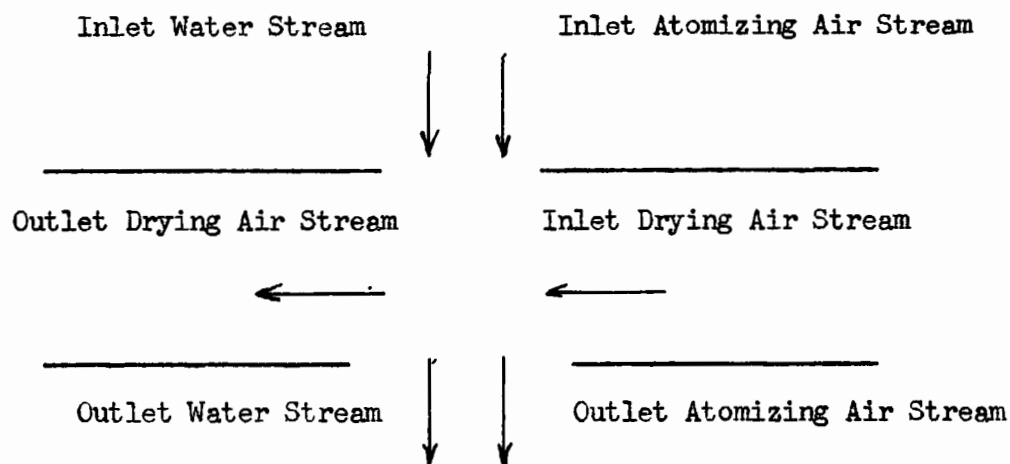 Inlet Water Stream
Inlet Atomizing Air Stream
Outlet Drying Air Stream
Inlet Drying Air Stream
Outlet Water Stream
Outlet Atomizing Air Stream